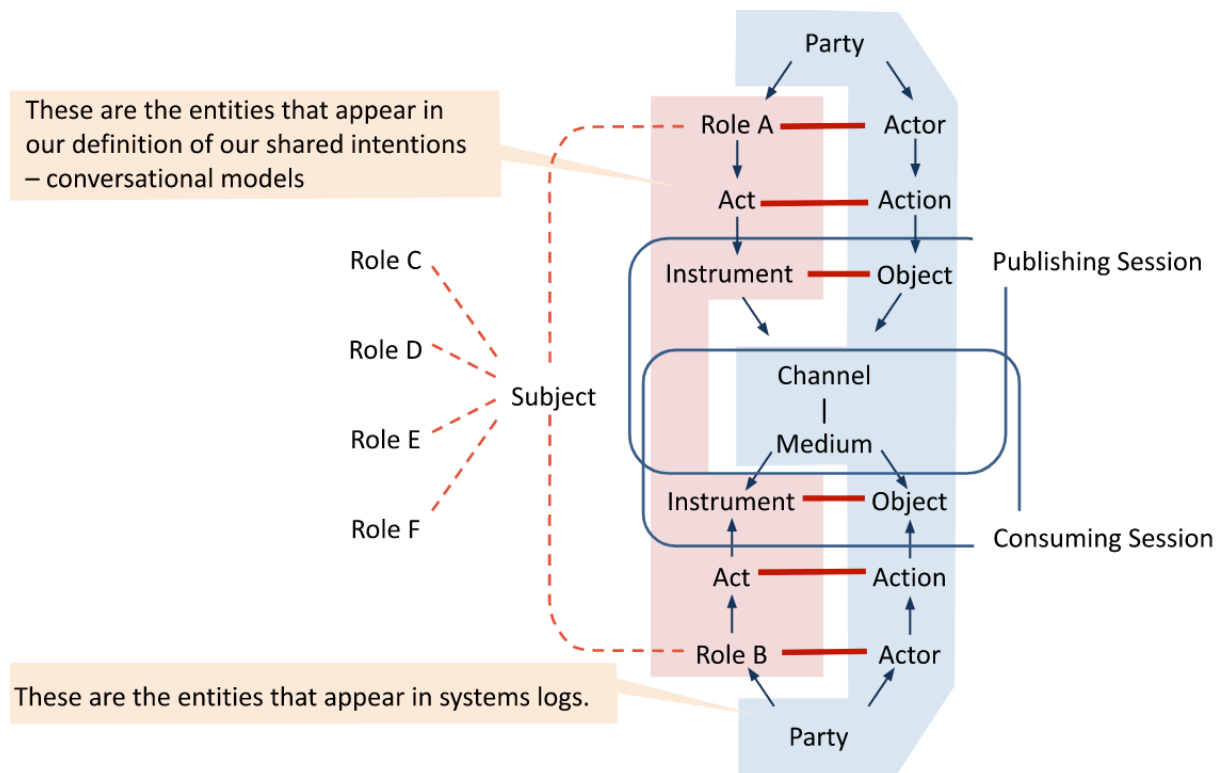 Party
These are the entities that appear in
our definition of our shared intentions
– conversational models
Role A
Actor
Act
Action
Role C
Instrument
Object
Publishing Session
Role D
Channel
Subject
Role E
Medium
Instrument
Object
Role F
Consuming Session
Act
Action
Role B
Actor
These are the entities that appear in systems logs.
Party